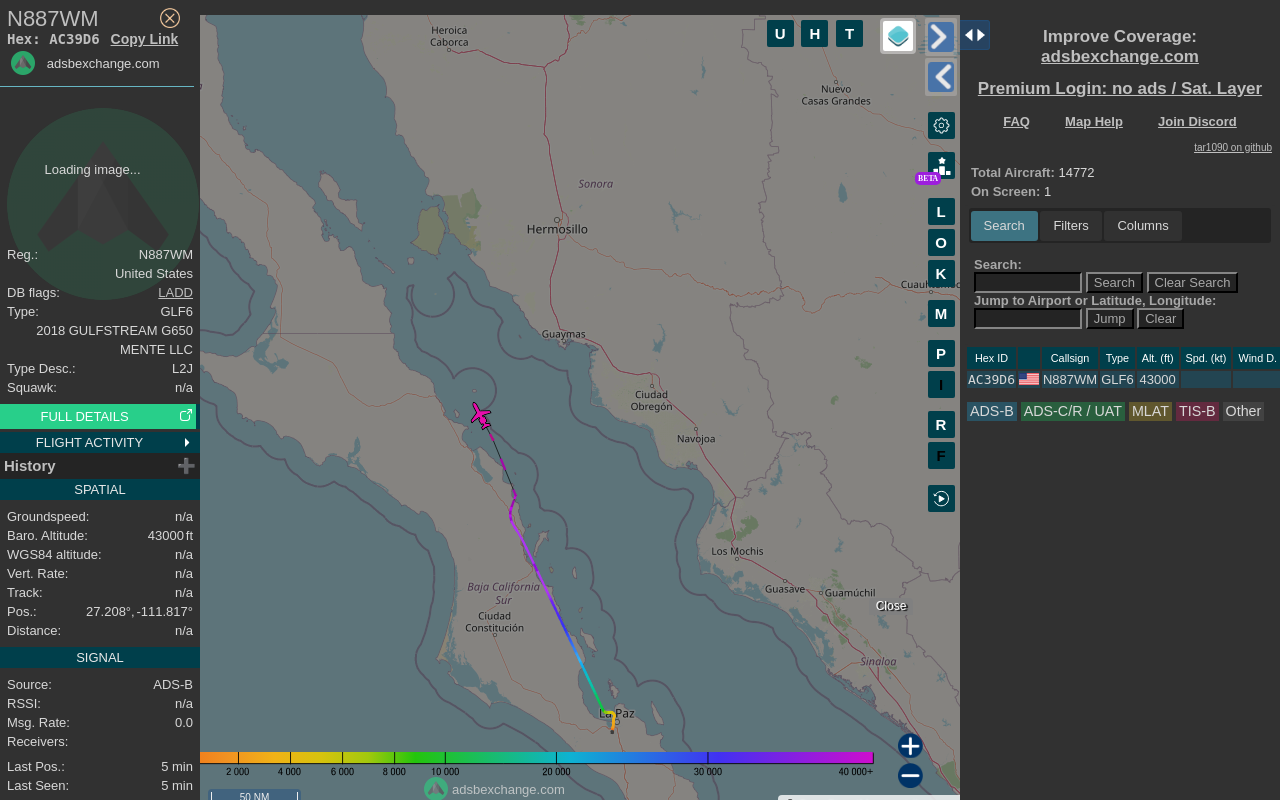 N887WM
Hex: AC39D6 Copy Link
adsbexchange.com
Loading image...
Reg.: N887WM
United States
DB flags: LADD
Type: GLF6
2018 GULFSTREAM G650
MENTE LLC
Type Desc.: L2J
Squawk: n/a
FULL DETAILS
FLIGHT ACTIVITY
History
SPATIAL
Groundspeed: n/a
Baro. Altitude: 43000 ft
WGS84 altitude: n/a
Vert. Rate: n/a
Track: n/a
Pos.: 27.208°, -111.817°
Distance: n/a
SIGNAL
Source: ADS-B
RSSI: n/a
Msg. Rate: 0.0
Receivers:
Last Pos.: 5 min
Last Seen: 5 min
Heroica
Caborca
Nuevo
Casas Grandes
Sonora
Hermosillo
Guaymas
Ciudad
Obregón
Navojoa
Los Mochis
Guasave
Guamúchil
Baja California
Sur
Ciudad
Constitución
Sinaloa
La Paz
Close
U H T
BETA
L
O
K
M
P
I
R
F
2 000 4 000 6 000 8 000 10 000 20 000 30 000 40 000+
adsbexchange.com
50 NM
Improve Coverage:
adsbexchange.com
Premium Login: no ads / Sat. Layer
FAQ Map Help Join Discord
tar1090 on github
Total Aircraft: 14772
On Screen: 1
Search Filters Columns
Search:
Search Clear Search
Jump to Airport or Latitude, Longitude:
Jump Clear
Hex ID Callsign Type Alt. (ft) Spd. (kt) Wind D.
AC39D6 N887WM GLF6 43000
ADS-B ADS-C/R / UAT MLAT TIS-B Other